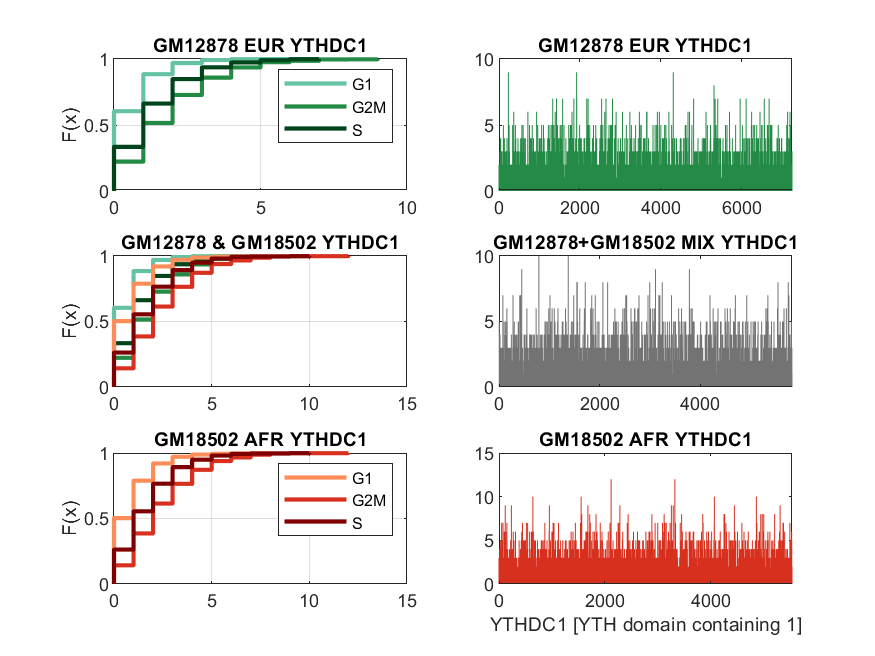 GM12878 EUR YTHDC1
1
0.5
0
F(x)
0 5 10
G1
G2M
S
GM12878 EUR YTHDC1
10
5
0
0 2000 4000 6000
GM12878 & GM18502 YTHDC1
1
0.5
0
F(x)
0 5 10 15
GM12878+GM18502 MIX YTHDC1
10
5
0
0 2000 4000
GM18502 AFR YTHDC1
1
0.5
0
F(x)
0 5 10 15
G1
G2M
S
GM18502 AFR YTHDC1
15
10
5
0
0 2000 4000
YTHDC1 [YTH domain containing 1]